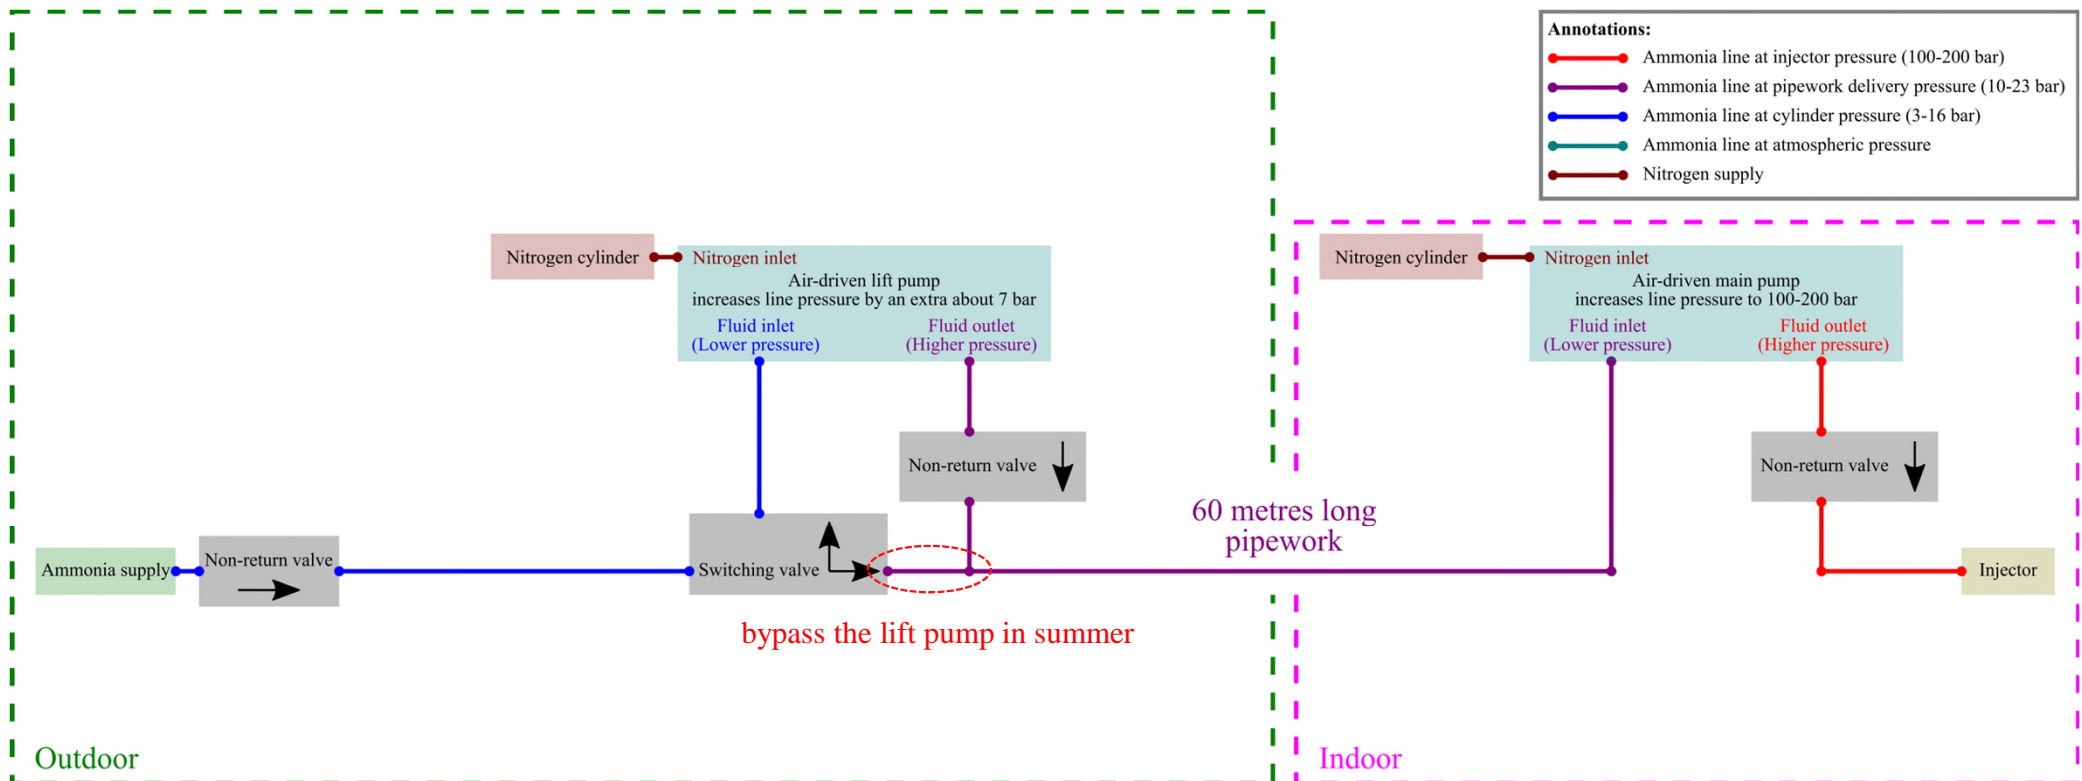 Annotations:
Ammonia line at injector pressure (100-200 bar)
Ammonia line at pipework delivery pressure (10-23 bar)
Ammonia line at cylinder pressure (3-16 bar)
Ammonia line at atmospheric pressure
Nitrogen supply
Nitrogen cylinder
Nitrogen inlet
Air-driven lift pump
increases line pressure by an extra about 7 bar
Fluid inlet
(Lower pressure)
Fluid outlet
(Higher pressure)
Nitrogen cylinder
Nitrogen inlet
Air-driven main pump
increases line pressure to 100-200 bar
Fluid inlet
(Lower pressure)
Fluid outlet
(Higher pressure)
Non-return valve
Non-return valve
60 metres long
pipework
Ammonia supply
Non-return valve
Switching valve
Injector
bypass the lift pump in summer
Outdoor
Indoor